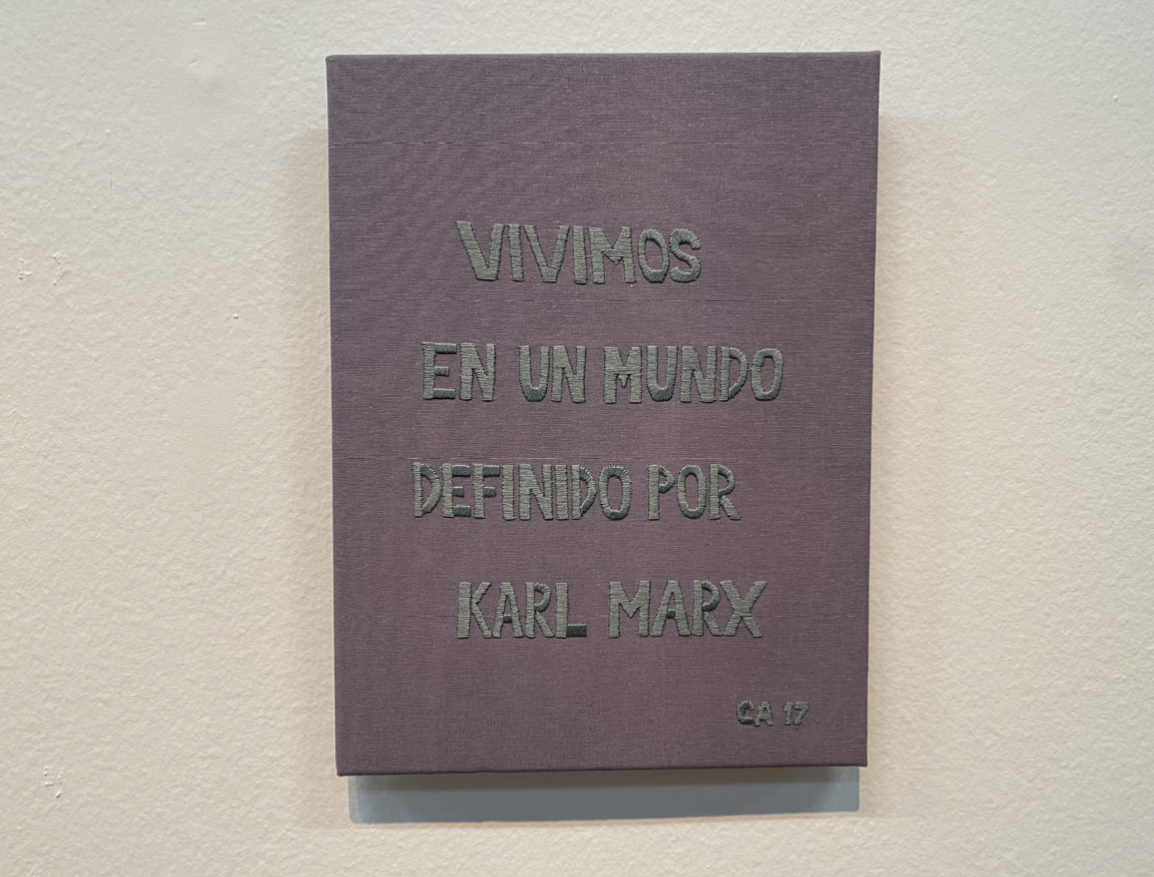 VIVIMOS
EN UN MUNDO
DEFINIDO POR
KARL MARX
CA 17